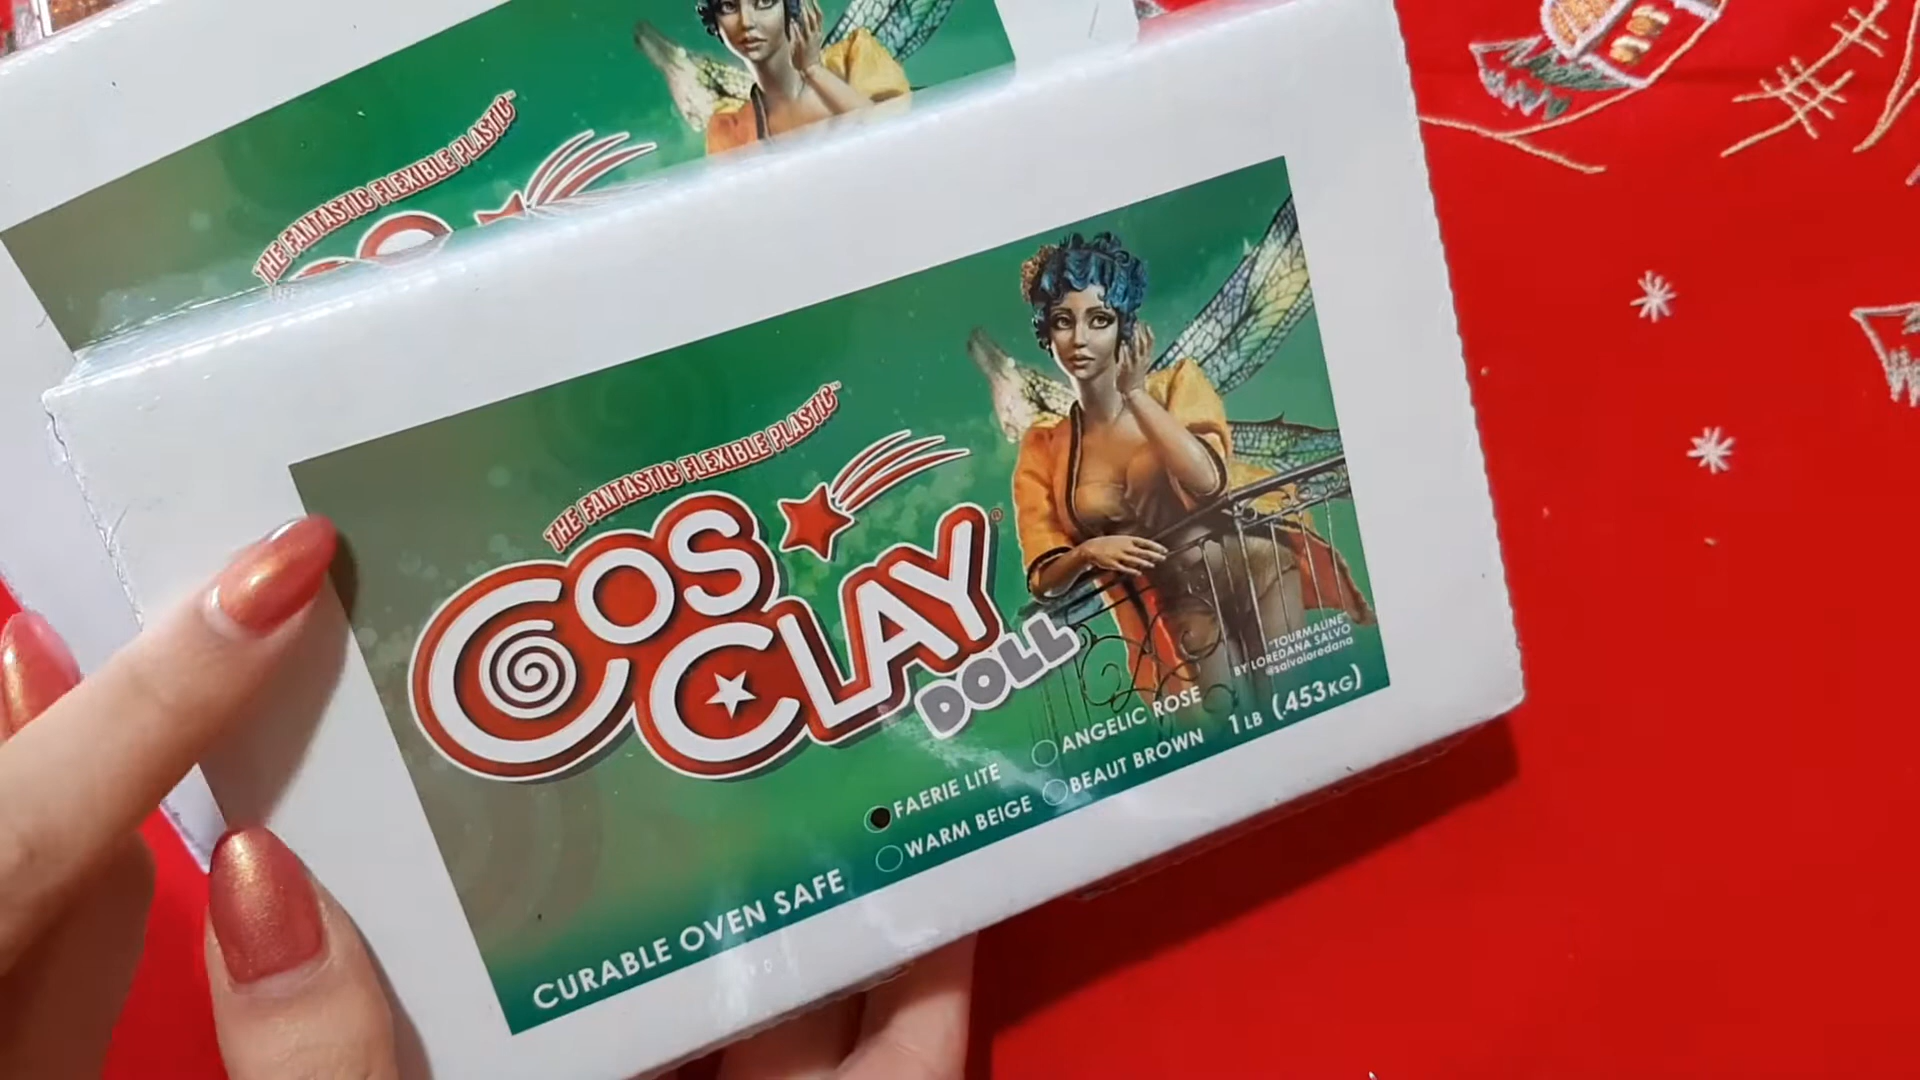 THE FANTASTIC FLEXIBLE PLASTIC™
CO
THE FANTASTIC FLEXIBLE PLASTIC™
COS
CLAY®
DOLL
"TOURMALINE"
BY LOREDANA SALVO
@salvoloredana
FAERIE LITE
ANGELIC ROSE
WARM BEIGE
BEAUT BROWN
1 LB (.453KG)
CURABLE OVEN SAFE